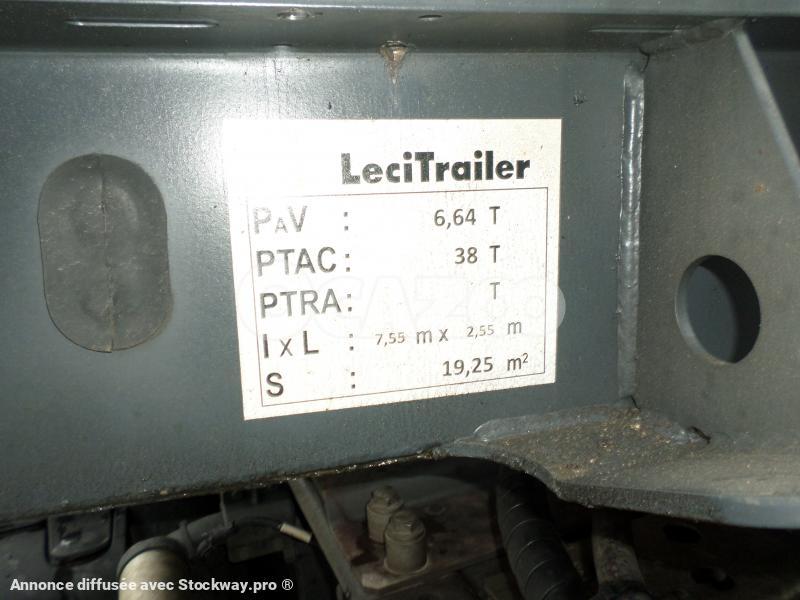 LeciTrailer
PAV : 6,64 T
PTAC : 38 T
PTRA : T
l x L : 7,55 m x 2,55 m
S : 19,25 m²
OCAZOO
Annonce diffusée avec Stockway.pro ®